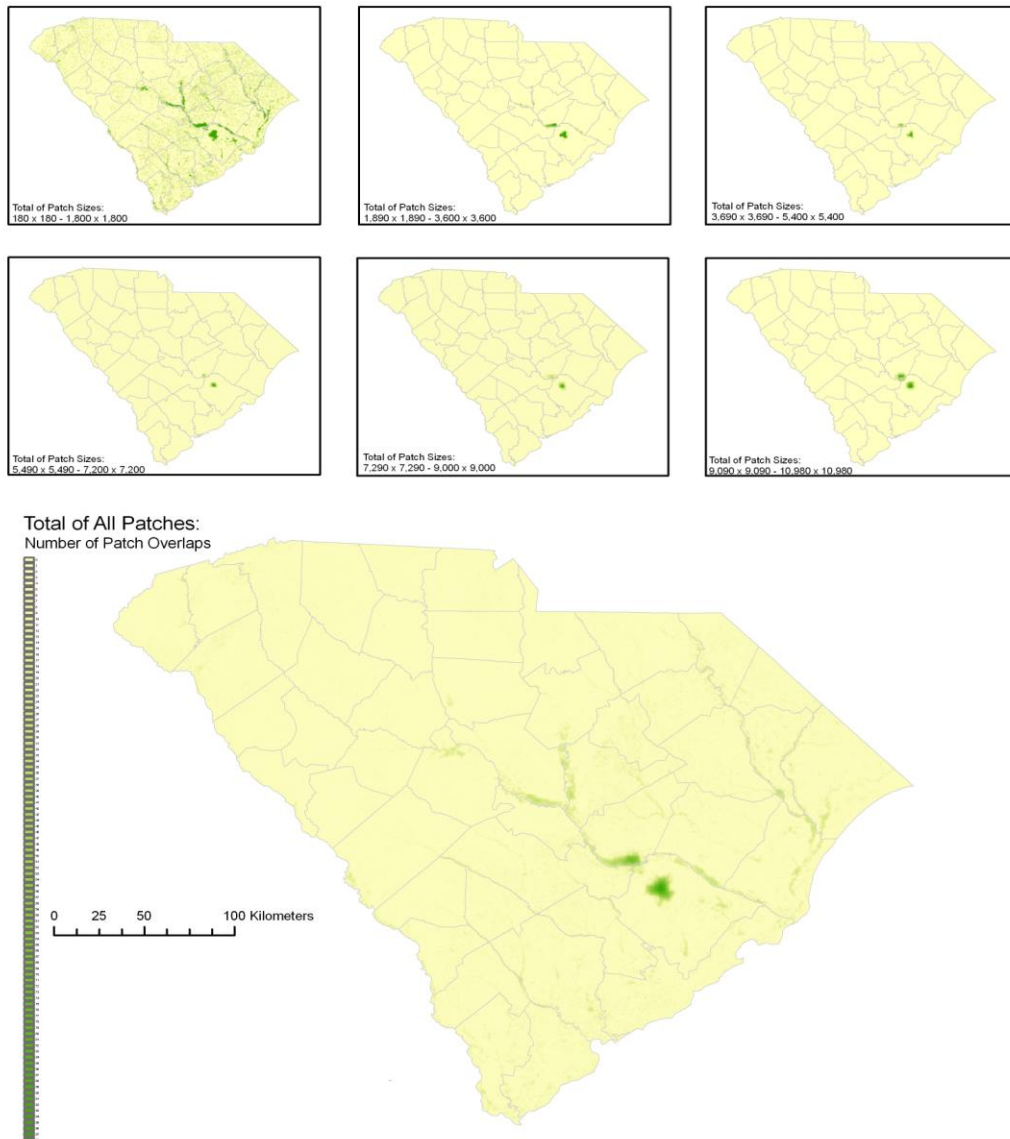 Total of Patch Sizes:
180 x 180 - 1,800 x 1,800
Total of Patch Sizes:
1,890 x 1,890 - 3,600 x 3,600
Total of Patch Sizes:
3,690 x 3,690 - 5,400 x 5,400
Total of Patch Sizes:
5,490 x 5,490 - 7,200 x 7,200
Total of Patch Sizes:
7,290 x 7,290 - 9,000 x 9,000
Total of Patch Sizes:
9,090 x 9,090 - 10,980 x 10,980
Total of All Patches:
Number of Patch Overlaps
0 25 50 100 Kilometers